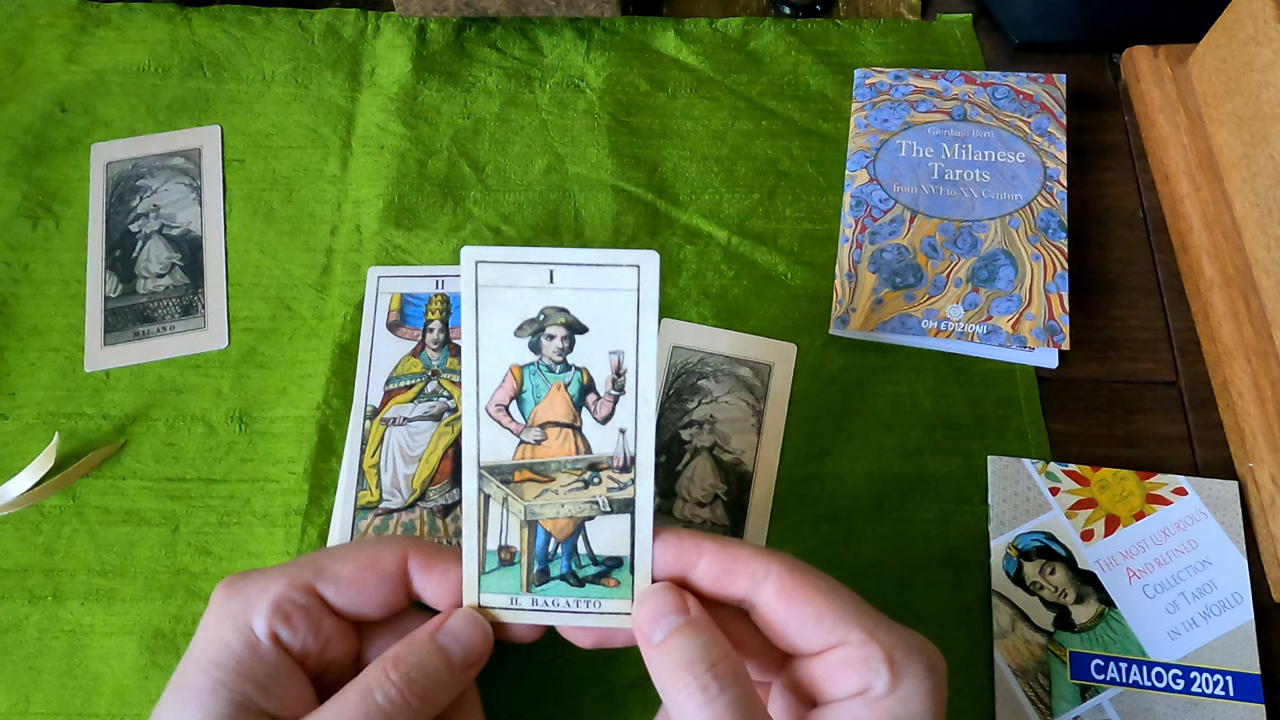 MILANO
II
I
IL BAGATTO
Giordano Berti
The Milanese
Tarots
from XVI to XX Century
OM EDIZIONI
THE MOST LUXURIOUS
AND REFINED
COLLECTION
OF TAROT
IN THE WORLD
CATALOG 2021